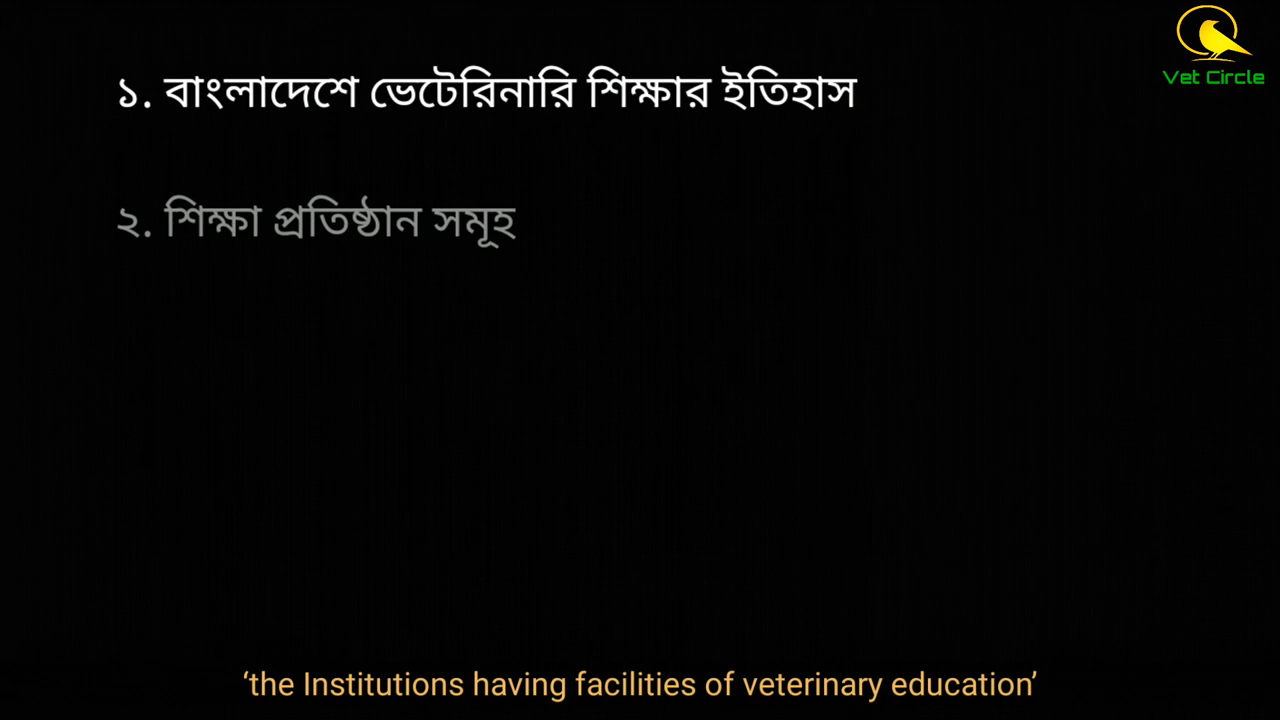 Vet Circle
১. বাংলাদেশে ভেটেরিনারি শিক্ষার ইতিহাস
২. শিক্ষা প্রতিষ্ঠান সমূহ
‘the Institutions having facilities of veterinary education’